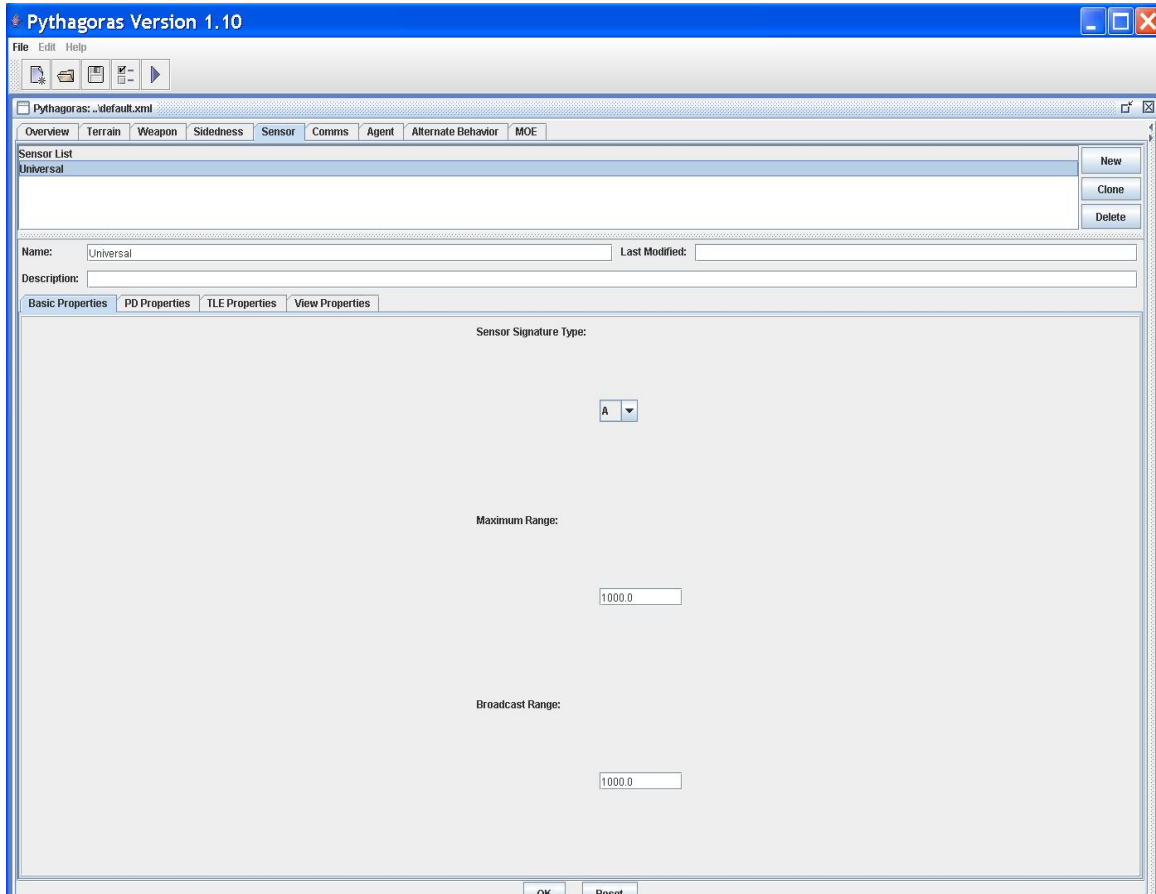 Pythagoras Version 1.10
File Edit Help
Pythagoras: ..\default.xml
Overview Terrain Weapon Sidedness Sensor Comms Agent Alternate Behavior MOE
Sensor List
Universal
New
Clone
Delete
Name: Universal Last Modified:
Description:
Basic Properties PD Properties TLE Properties View Properties
Sensor Signature Type:
A
Maximum Range:
1000.0
Broadcast Range:
1000.0
OK Reset